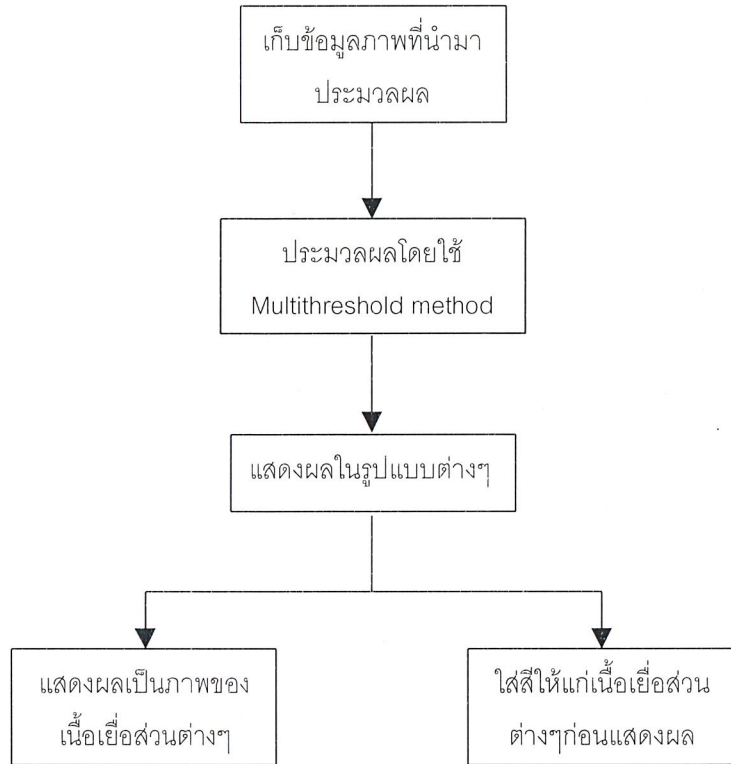 เก็บข้อมูลภาพที่นำมา
ประมวลผล
ประมวลผลโดยใช้
Multithreshold method
แสดงผลในรูปแบบต่างๆ
แสดงผลเป็นภาพของ
เนื้อเยื่อส่วนต่างๆ
ใส่สีให้แก่เนื้อเยื่อส่วน
ต่างๆก่อนแสดงผล